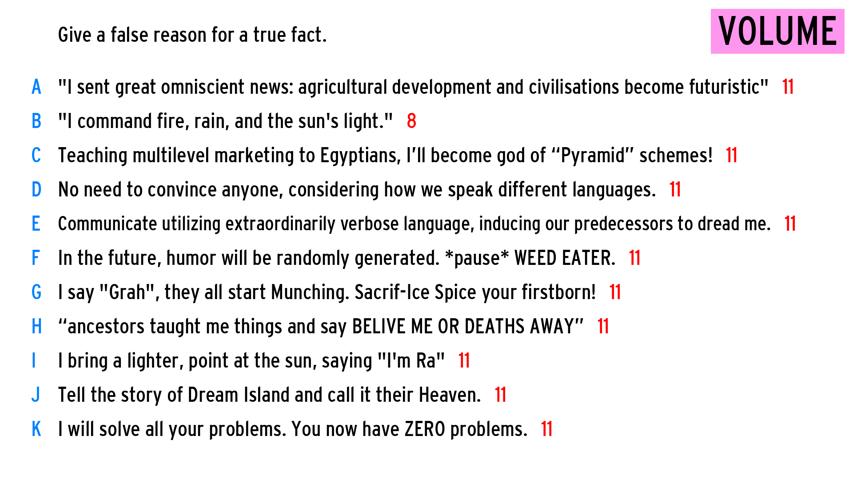 Give a false reason for a true fact.
VOLUME
A "I sent great omniscient news: agricultural development and civilisations become futuristic" 11
B "I command fire, rain, and the sun's light." 8
C Teaching multilevel marketing to Egyptians, I’ll become god of “Pyramid” schemes! 11
D No need to convince anyone, considering how we speak different languages. 11
E Communicate utilizing extraordinarily verbose language, inducing our predecessors to dread me. 11
F In the future, humor will be randomly generated. *pause* WEED EATER. 11
G I say "Grah", they all start Munching. Sacrif-Ice Spice your firstborn! 11
H “ancestors taught me things and say BELIVE ME OR DEATHS AWAY” 11
I I bring a lighter, point at the sun, saying "I'm Ra" 11
J Tell the story of Dream Island and call it their Heaven. 11
K I will solve all your problems. You now have ZERO problems. 11